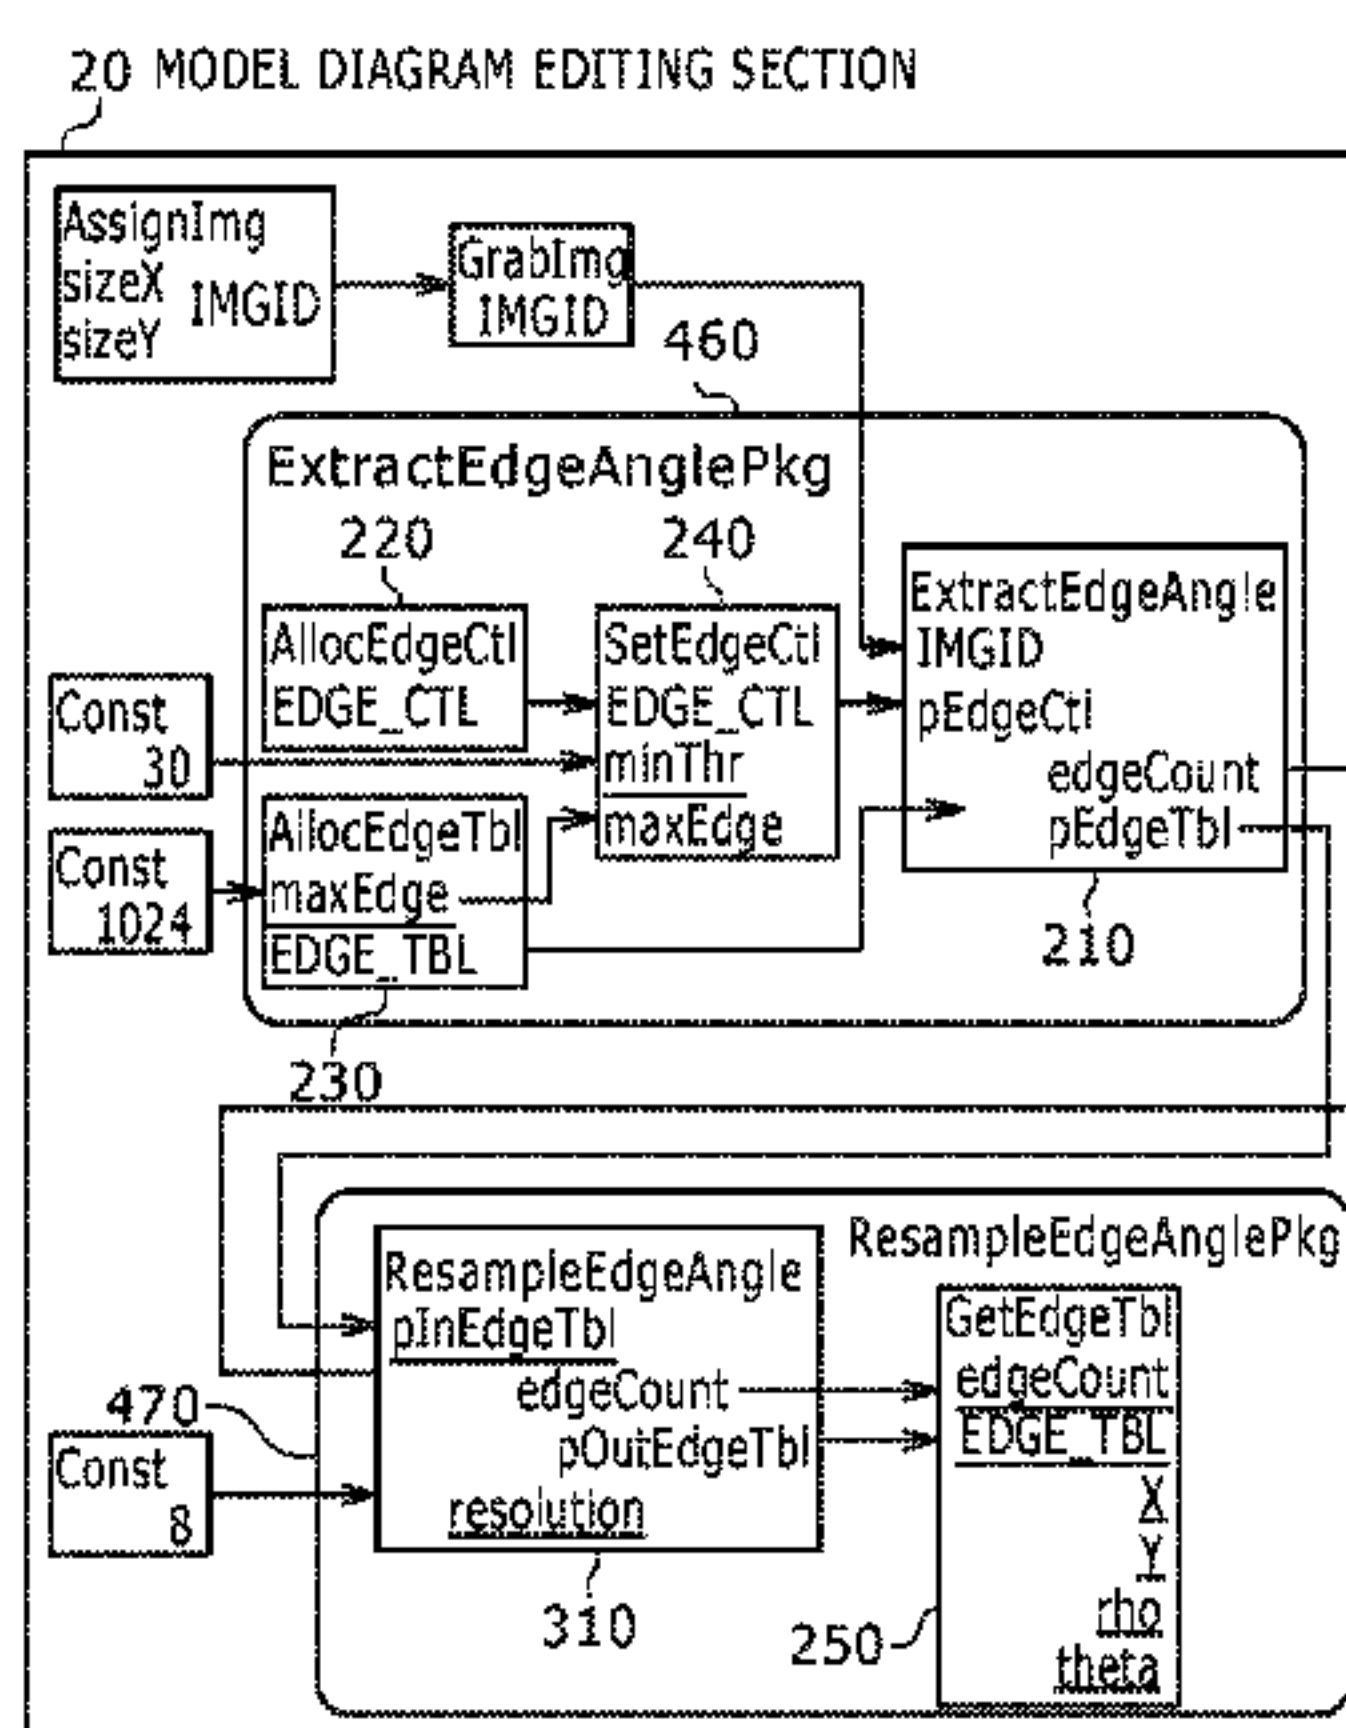 20 MODEL DIAGRAM EDITING SECTION
AssignImg
sizeX
IMGID
sizeY
GrabImg
IMGID
460
ExtractEdgeAnglePkg
220
240
AllocEdgeCtl
EDGE_CTL
SetEdgeCtl
EDGE_CTL
minThr
maxEdge
ExtractEdgeAngle
IMGID
pEdgeCtl
edgeCount
pEdgeTbl
Const
30
AllocEdgeTbl
maxEdge
EDGE_TBL
Const
1024
210
230
ResampleEdgeAnglePkg
ResampleEdgeAngle
pInEdgeTbl
edgeCount
pOutEdgeTbl
resolution
GetEdgeTbl
edgeCount
EDGE_TBL
X
Y
rho
theta
470
Const
8
310
250